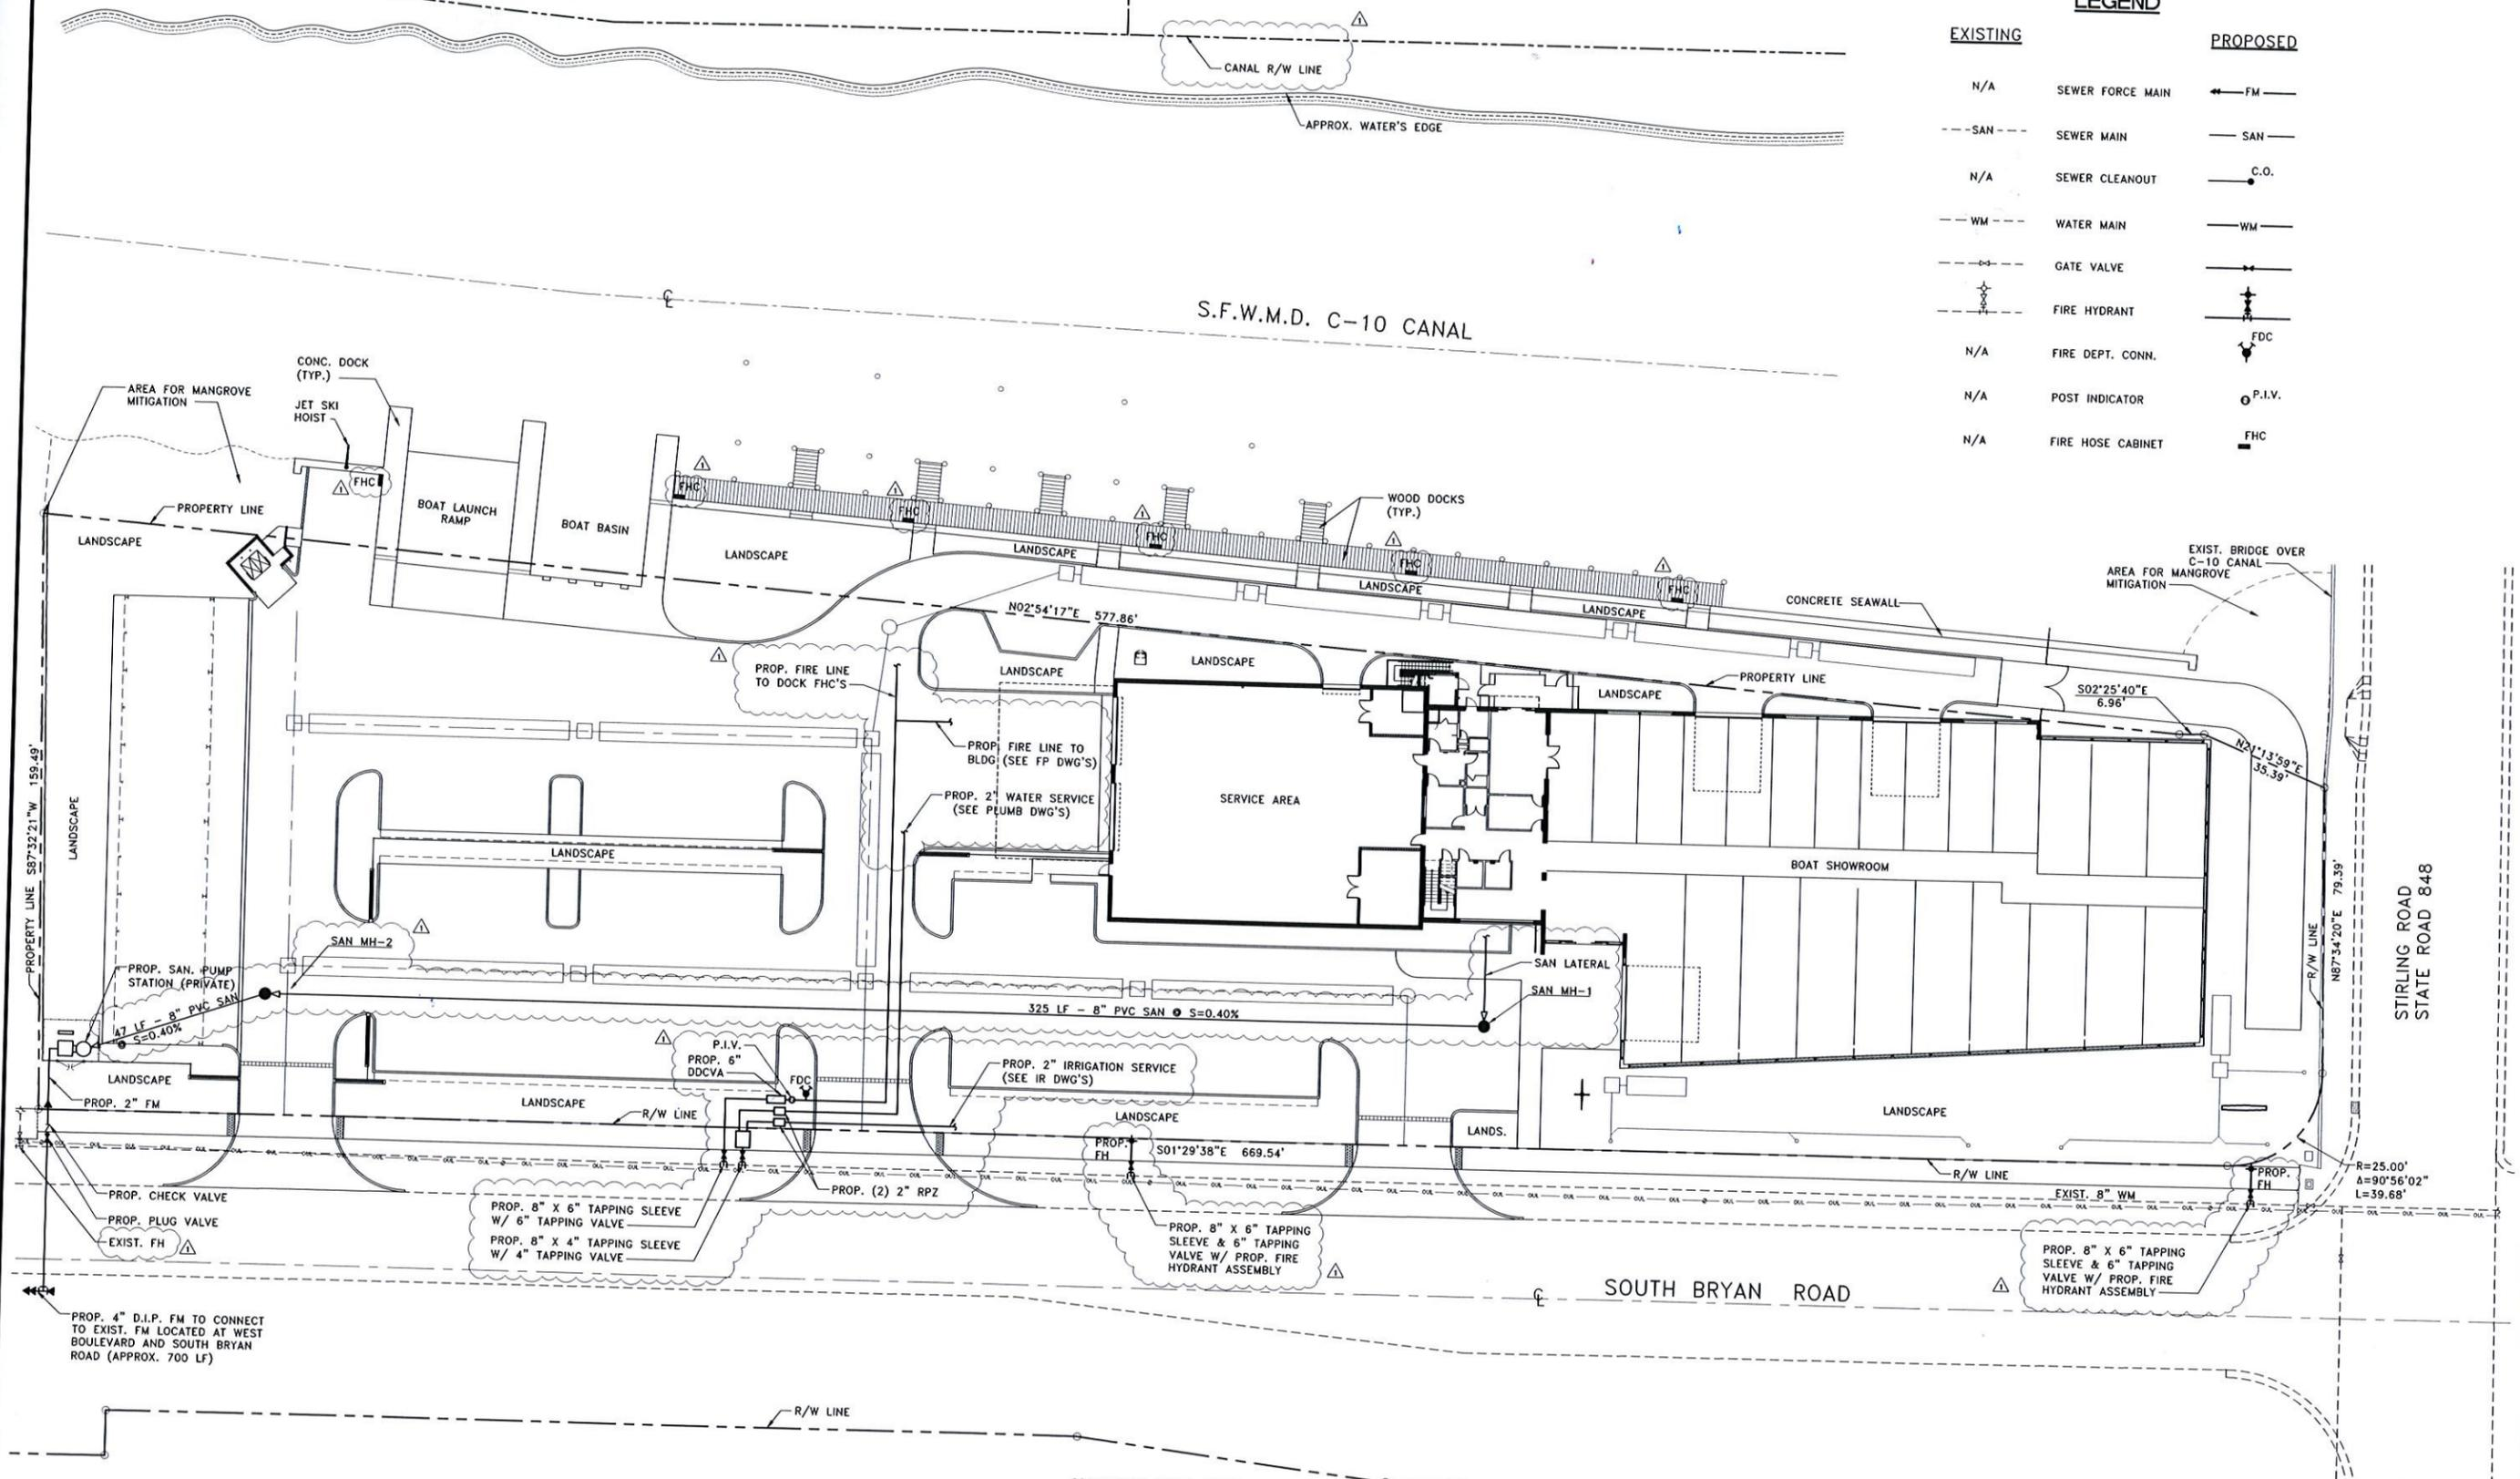 LEGEND
EXISTING
PROPOSED
N/A SEWER FORCE MAIN FM
SAN SEWER MAIN SAN
N/A SEWER CLEANOUT C.O.
WM WATER MAIN WM
GATE VALVE
FIRE HYDRANT
N/A FIRE DEPT. CONN. FDC
N/A POST INDICATOR P.I.V.
N/A FIRE HOSE CABINET FHC
1
CANAL R/W LINE
APPROX. WATER'S EDGE
S.F.W.M.D. C-10 CANAL
CONC. DOCK
(TYP.)
AREA FOR MANGROVE
MITIGATION
JET SKI
HOIST
1
FHC
PROPERTY LINE
LANDSCAPE
BOAT LAUNCH
RAMP
BOAT BASIN
1
FHC
LANDSCAPE
1
FHC
1
FHC
1
FHC
1
FHC
WOOD DOCKS
(TYP.)
LANDSCAPE
LANDSCAPE
LANDSCAPE
CONCRETE SEAWALL
EXIST. BRIDGE OVER
C-10 CANAL
AREA FOR MANGROVE
MITIGATION
N02°54'17"E 577.86'
1
PROP. FIRE LINE
TO DOCK FHC'S
LANDSCAPE
LANDSCAPE
LANDSCAPE
PROPERTY LINE
S02°25'40"E
6.96'
N21°13'59"E
35.39'
PROP. FIRE LINE TO
BLDG (SEE FP DWG'S)
PROP. 2" WATER SERVICE
(SEE PLUMB DWG'S)
SERVICE AREA
BOAT SHOWROOM
PROPERTY LINE S87°32'21"W 159.49'
LANDSCAPE
LANDSCAPE
R/W LINE
N87°34'20"E 79.39'
STIRLING ROAD
STATE ROAD 848
SAN MH-2
1
PROP. SAN. PUMP
STATION (PRIVATE)
47 LF - 8" PVC SAN
@ S=0.40%
325 LF - 8" PVC SAN @ S=0.40%
SAN LATERAL
SAN MH-1
1
P.I.V.
PROP. 6"
DDCVA
FDC
PROP. 2" IRRIGATION SERVICE
(SEE IR DWG'S)
LANDSCAPE
PROP. 2" FM
LANDSCAPE
R/W LINE
LANDSCAPE
LANDS.
LANDSCAPE
PROP.
FH
S01°29'38"E 669.54'
R/W LINE
EXIST. 8" WM
PROP.
FH
R=25.00'
Δ=90°56'02"
L=39.68'
PROP. CHECK VALVE
PROP. PLUG VALVE
EXIST. FH
1
PROP. (2) 2" RPZ
PROP. 8" X 6" TAPPING SLEEVE
W/ 6" TAPPING VALVE
PROP. 8" X 4" TAPPING SLEEVE
W/ 4" TAPPING VALVE
PROP. 8" X 6" TAPPING
SLEEVE & 6" TAPPING
VALVE W/ PROP. FIRE
HYDRANT ASSEMBLY
1
SOUTH BRYAN ROAD
1
PROP. 8" X 6" TAPPING
SLEEVE & 6" TAPPING
VALVE W/ PROP. FIRE
HYDRANT ASSEMBLY
PROP. 4" D.I.P. FM TO CONNECT
TO EXIST. FM LOCATED AT WEST
BOULEVARD AND SOUTH BRYAN
ROAD (APPROX. 700 LF)
R/W LINE